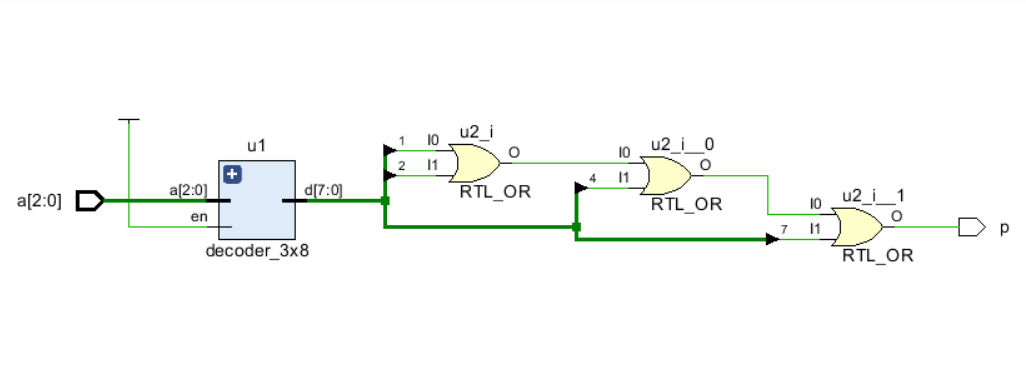 a[2:0]
u1
+
a[2:0]
en
d[7:0]
decoder_3x8
1
2
I0
I1
u2_i
O
RTL_OR
4
I0
I1
u2_i__0
O
RTL_OR
7
I0
I1
u2_i__1
O
RTL_OR
p